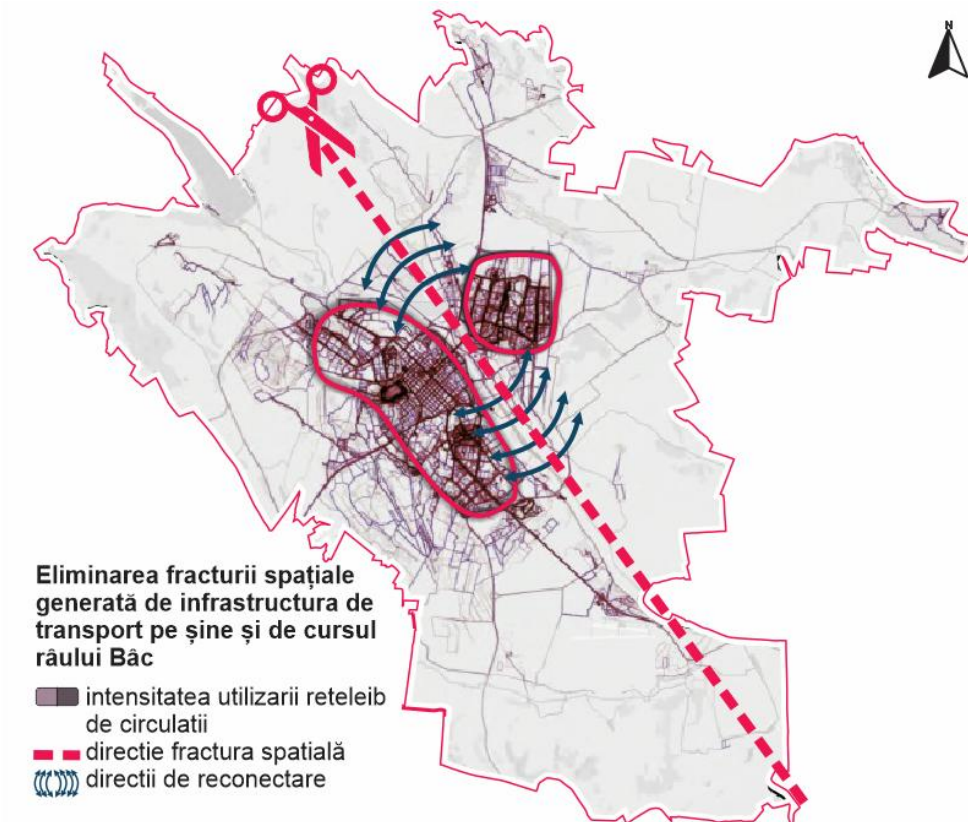 N
Eliminarea fracturii spațiale
generată de infrastructura de
transport pe șine și de cursul
râului Bâc
intensitatea utilizarii reteleib
de circulatii
directie fractura spatială
directii de reconectare